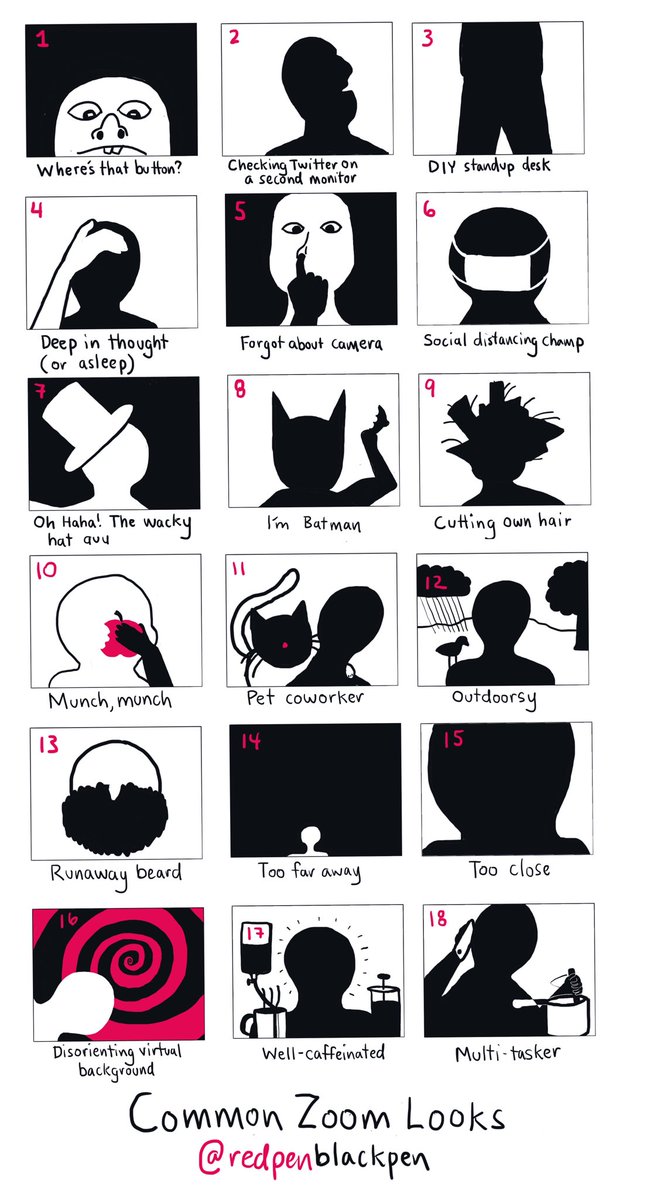 1
2
3
Where's that button?
Checking Twitter on
a second monitor
DIY standup desk
4
5
6
Deep in thought
(or asleep)
Forgot about camera
Social distancing champ
7
8
9
Oh Haha! The wacky
hat guy
I'm Batman
Cutting own hair
10
11
12
Munch, munch
Pet coworker
Outdoorsy
13
14
15
Runaway beard
Too far away
Too close
16
17
18
Disorienting virtual
background
Well-caffeinated
Multi-tasker
Common Zoom Looks
@redpenblackpen